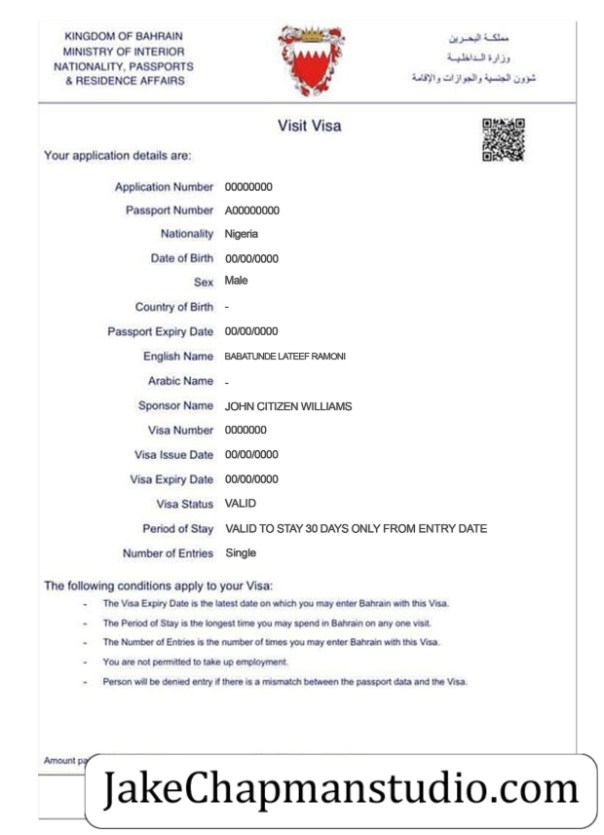 KINGDOM OF BAHRAIN
MINISTRY OF INTERIOR
NATIONALITY, PASSPORTS
& RESIDENCE AFFAIRS
مملكـة البحـرين
وزارة الـداخليـة
شؤون الجنسية والجوازات والإقامة
Visit Visa
Your application details are:
Application Number 00000000
Passport Number A00000000
Nationality Nigeria
Date of Birth 00/00/0000
Sex Male
Country of Birth -
Passport Expiry Date 00/00/0000
English Name BABATUNDE LATEEF RAMONI
Arabic Name -
Sponsor Name JOHN CITIZEN WILLIAMS
Visa Number 0000000
Visa Issue Date 00/00/0000
Visa Expiry Date 00/00/0000
Visa Status VALID
Period of Stay VALID TO STAY 30 DAYS ONLY FROM ENTRY DATE
Number of Entries Single
The following conditions apply to your Visa:
- The Visa Expiry Date is the latest date on which you may enter Bahrain with this Visa.
- The Period of Stay is the longest time you may spend in Bahrain on any one visit.
- The Number of Entries is the number of times you may enter Bahrain with this Visa.
- You are not permitted to take up employment.
- Person will be denied entry if there is a mismatch between the passport data and the Visa.
Amount
JakeChapmanstudio.com